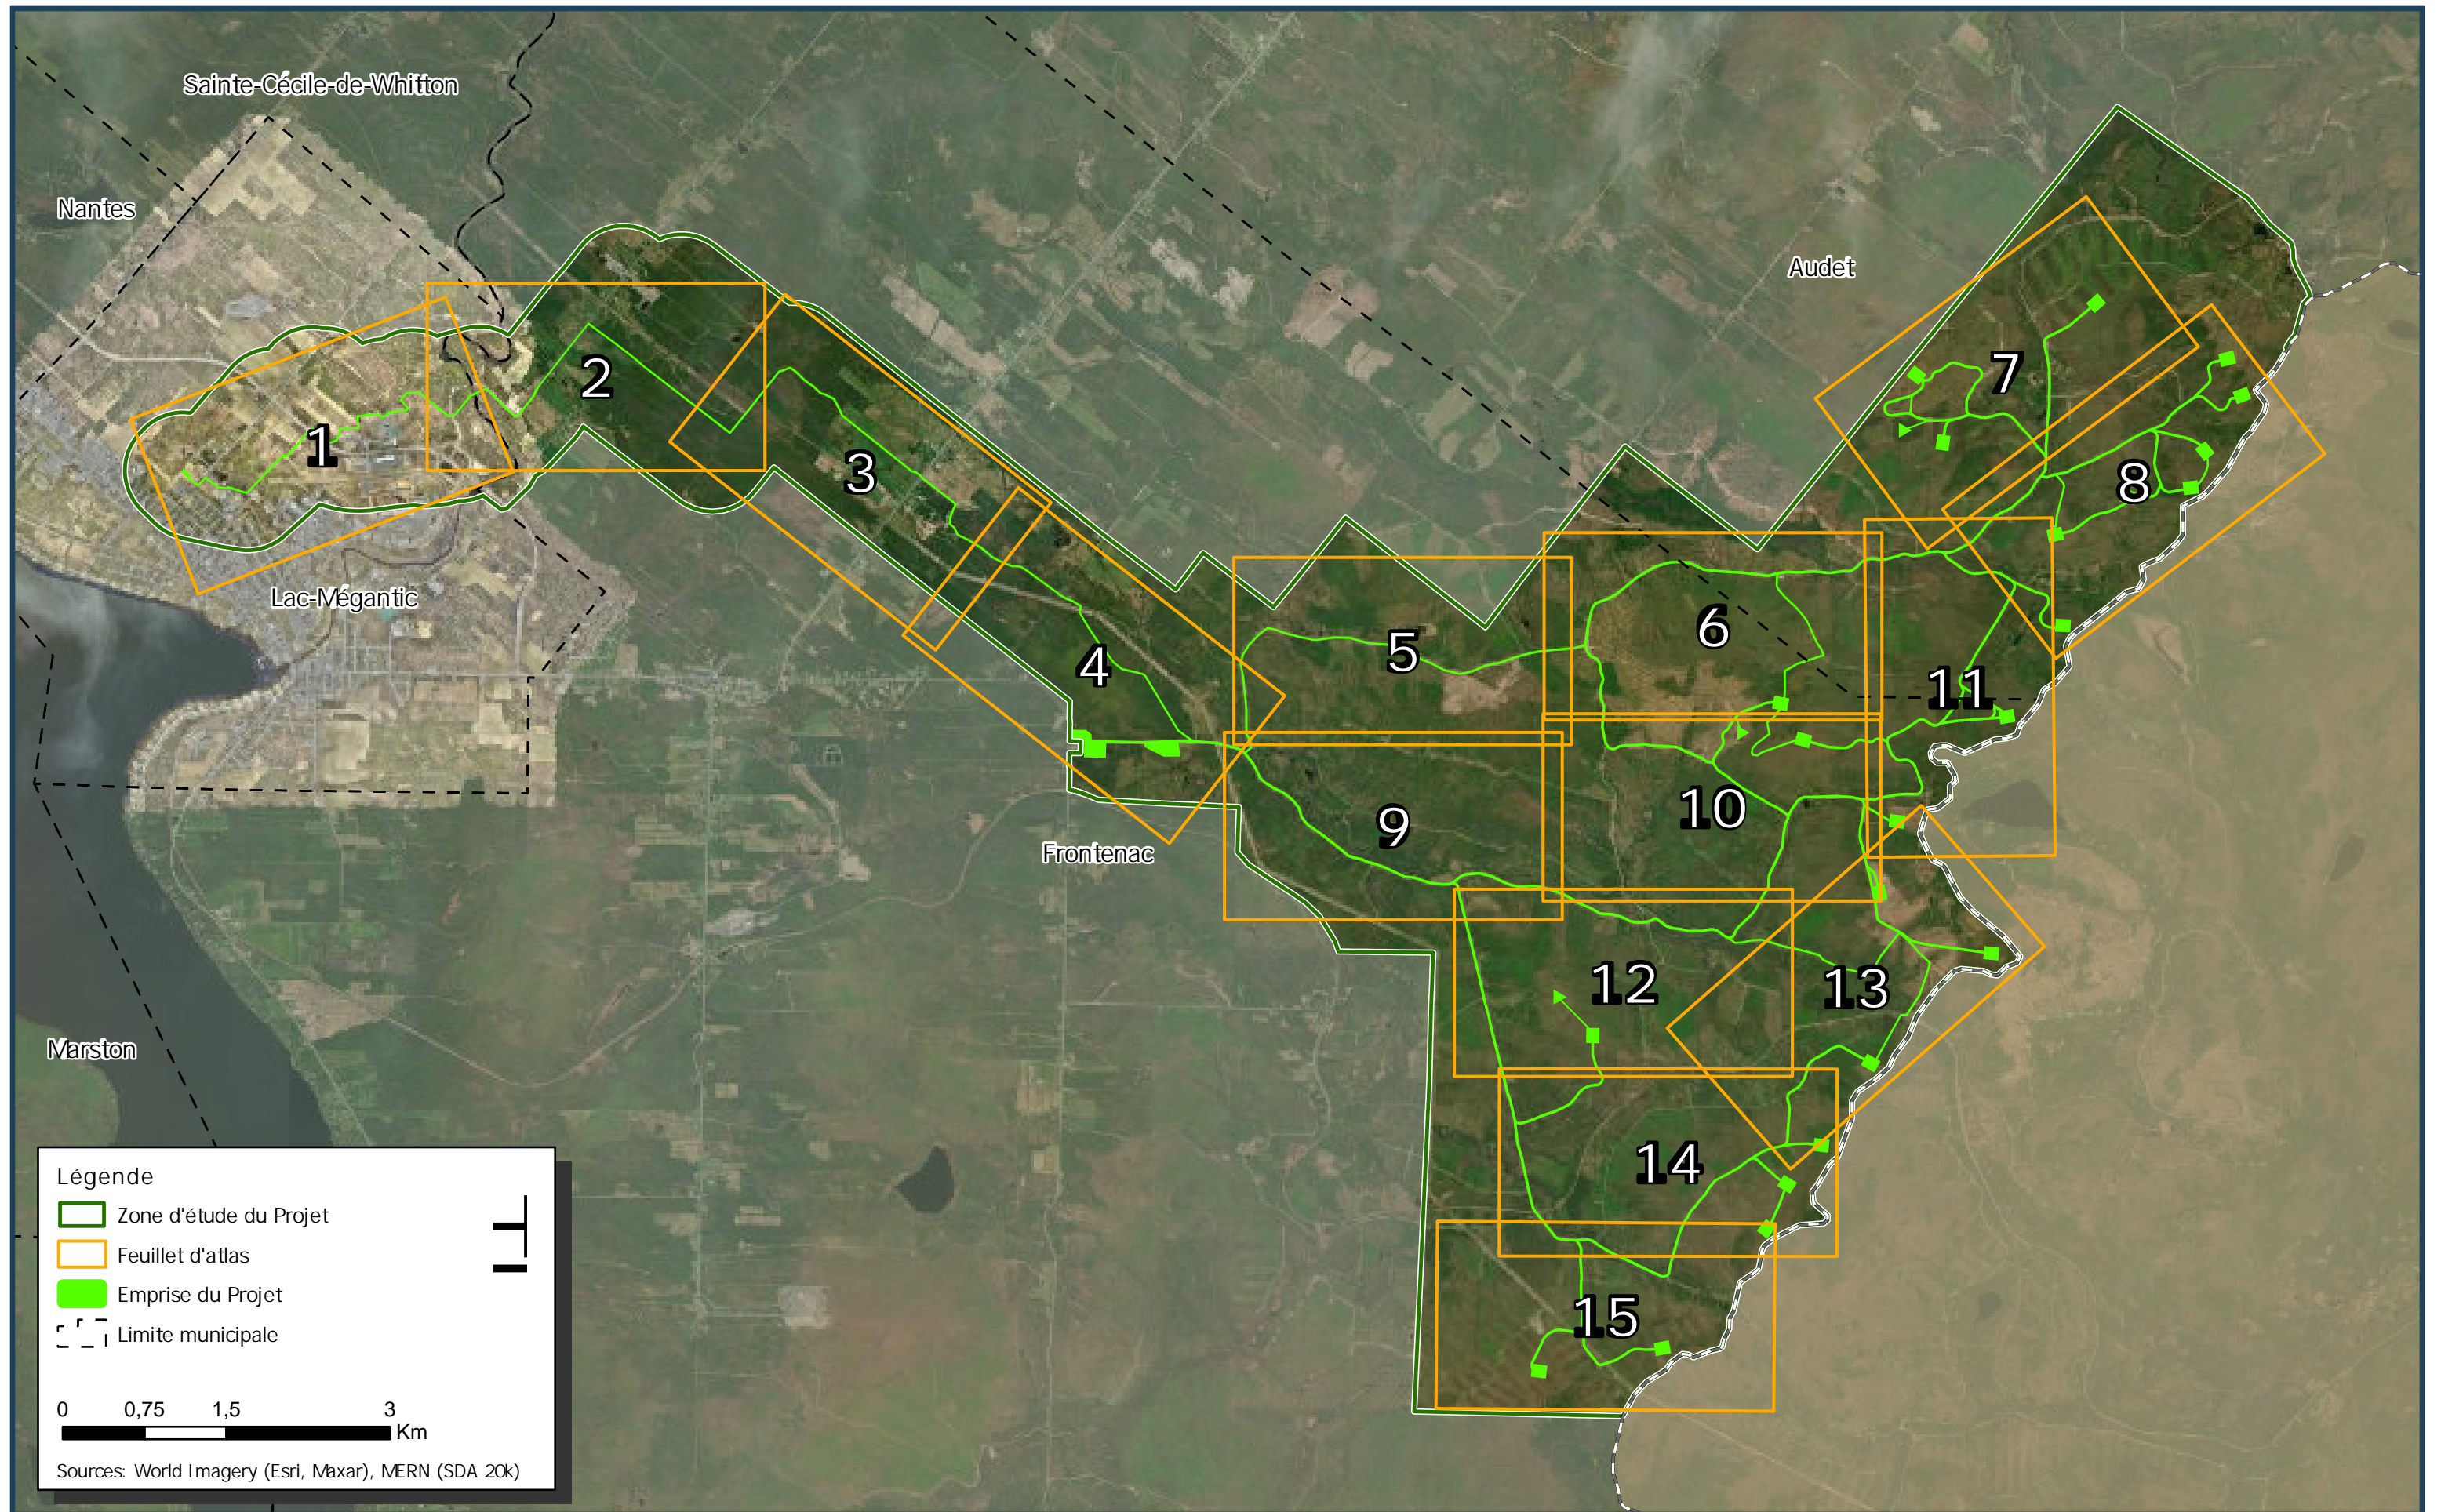 Sainte-Cécile-de-Whitton
Nantes
Audet
7
2
1
3
8
Lac-Mégantic
6
5
4
11
10
9
Frontenac
12
13
Marston
14
15
Légende
Zone d'étude du Projet
Feuillet d'atlas
Emprise du Projet
Limite municipale
0 0,75 1,5 3
Km
Sources: World Imagery (Esri, Maxar), MERN (SDA 20k)